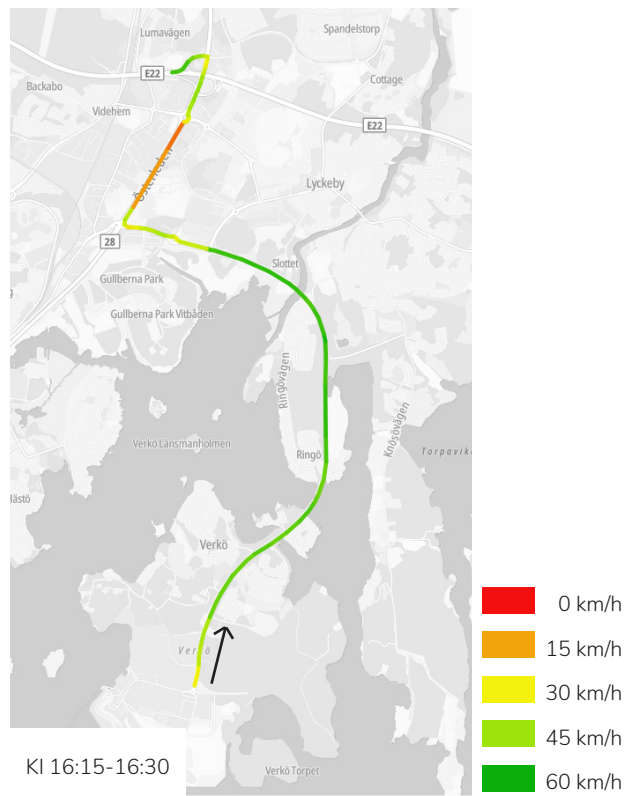 Lumavägen
Spandelstorp
E22
Cottage
Backabo
Videhem
E22
Österleden
Lyckeby
28
Slottet
Gullberna Park
Gullberna Park Vitbåden
Ringövägen
Knösövägen
Verkö Länsmanholmen
Ringö
Verkö
Verkö
Verkö Torpet
Kl 16:15-16:30
0 km/h
15 km/h
30 km/h
45 km/h
60 km/h